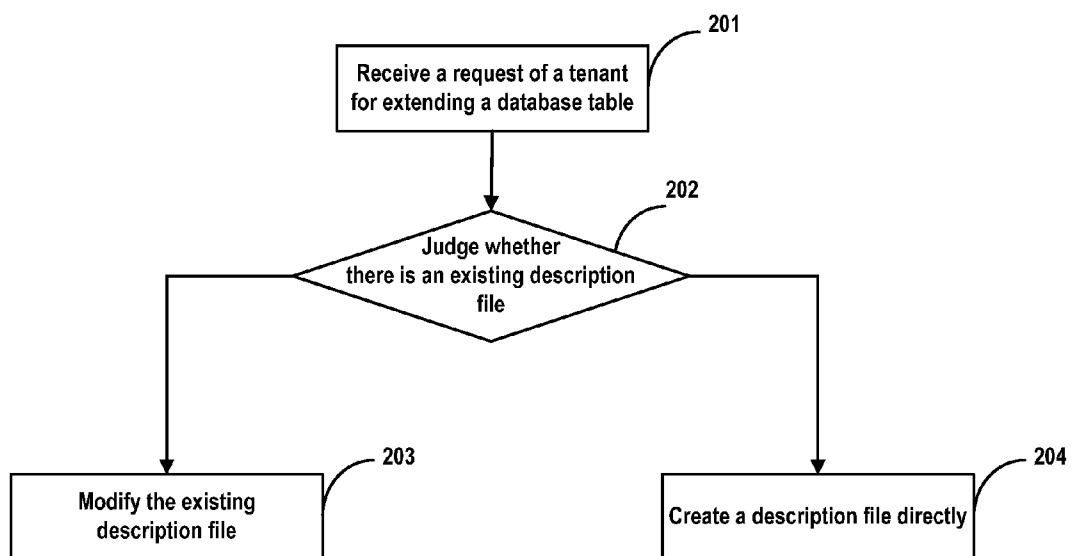 201
Receive a request of a tenant
for extending a database table
202
Judge whether
there is an existing description
file
203
Modify the existing
description file
204
Create a description file directly